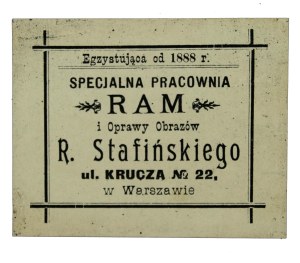 Egzystująca od 1888 r.
SPECJALNA PRACOWNIA
RAM
i Oprawy Obrazów
R. Stafińskiego
ul. KRUCZA № 22,
w Warszawie